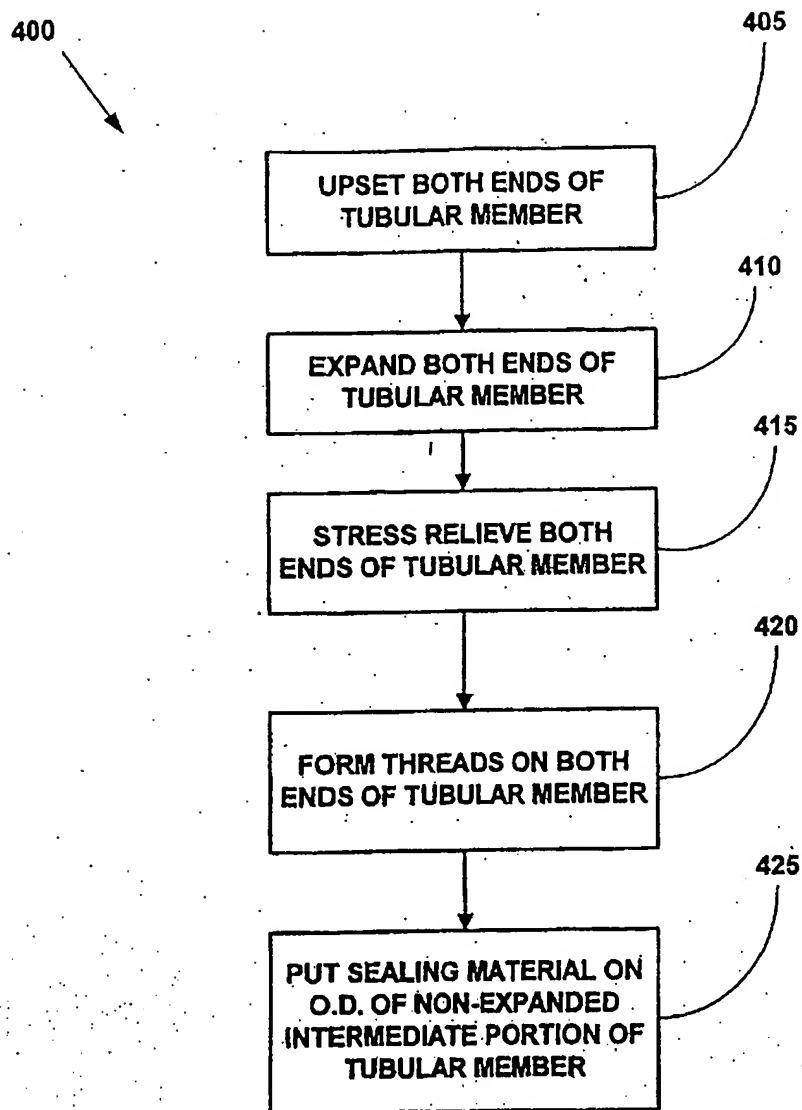 400
405
UPSET BOTH ENDS OF
TUBULAR MEMBER
410
EXPAND BOTH ENDS OF
TUBULAR MEMBER
415
STRESS RELIEVE BOTH
ENDS OF TUBULAR MEMBER
420
FORM THREADS ON BOTH
ENDS OF TUBULAR MEMBER
425
PUT SEALING MATERIAL ON
O.D. OF NON-EXPANDED
INTERMEDIATE PORTION OF
TUBULAR MEMBER